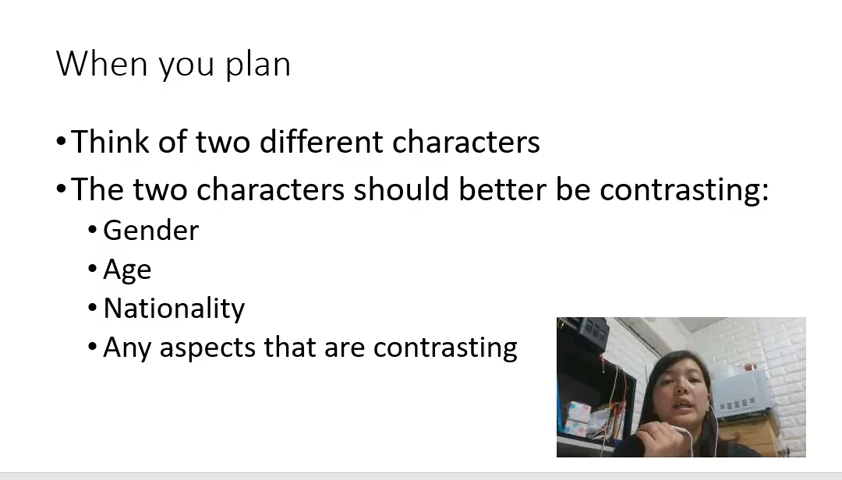 When you plan
•Think of two different characters
•The two characters should better be contrasting:
•Gender
•Age
•Nationality
•Any aspects that are contrasting